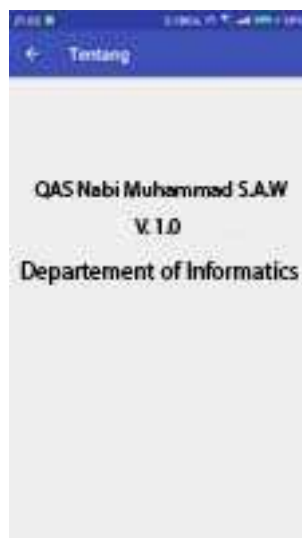 Tentang
QAS Nabi Muhammad S.A.W
V. 1.0
Departement of Informatics